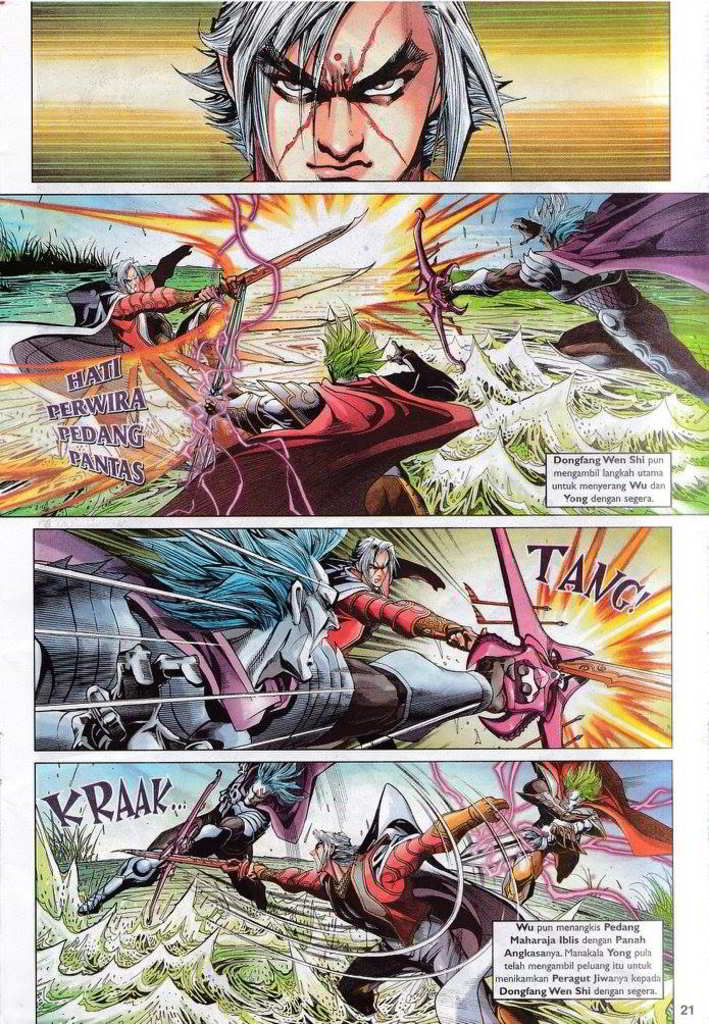 HATI
PERWIRA
PEDANG
PANTAS
Dongfang Wen Shi pun
mengambil langkah utama
untuk menyerang Wu dan
Yong dengan segera.
TANG!
KRAAK...
Wu pun menangkis Pedang
Maharaja Iblis dengan Panah
Angkasanya. Manakala Yong pula
telah mengambil peluang itu untuk
menikamkan Peragut Jiwanya kepada
Dongfang Wen Shi dengan segera.
21